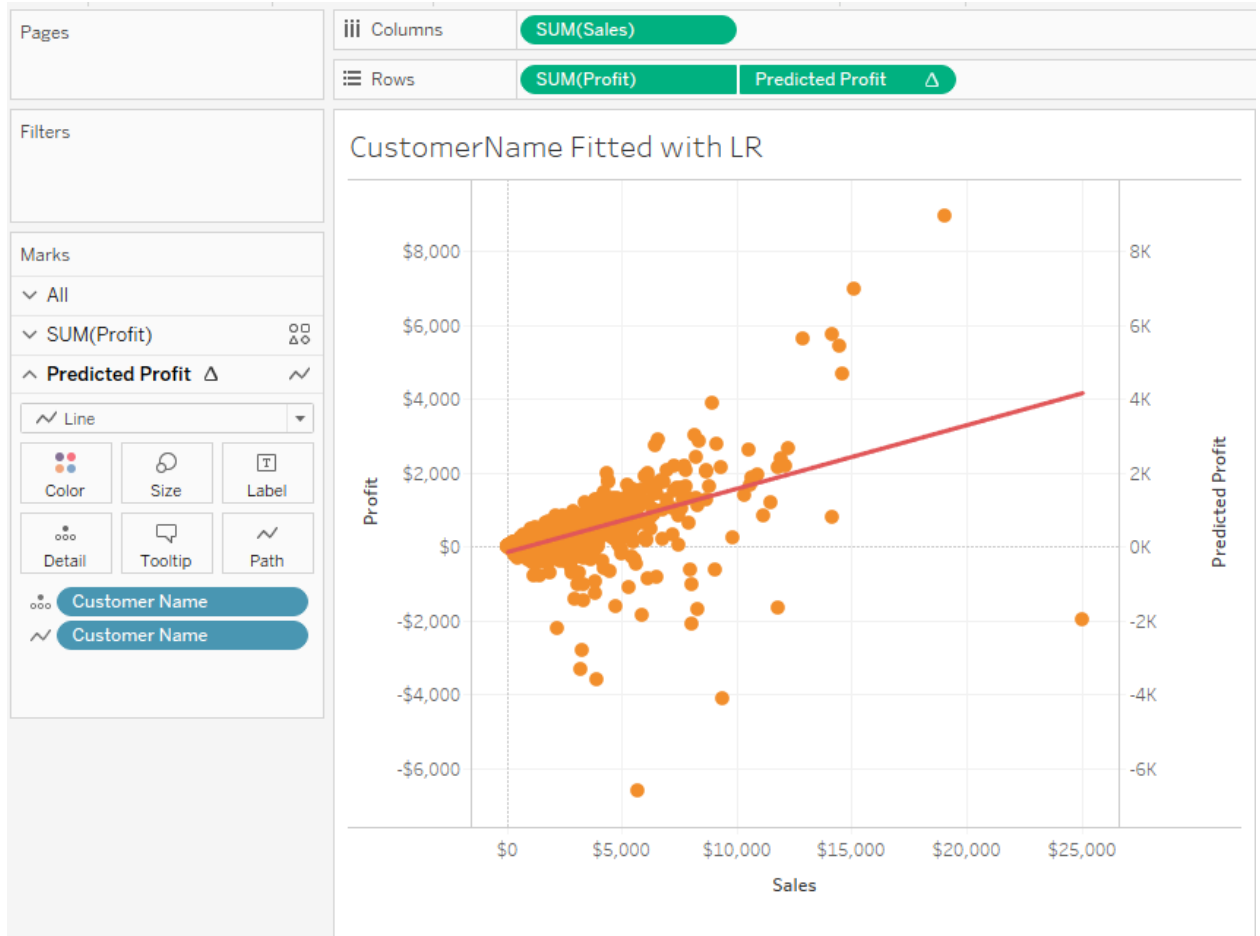 Pages
Columns
SUM(Sales)
Rows
SUM(Profit)
Predicted Profit
Filters
Marks
All
SUM(Profit)
Predicted Profit
Line
Color
Size
Label
Detail
Tooltip
Path
Customer Name
Customer Name
CustomerName Fitted with LR
Profit
$8,000
$6,000
$4,000
$2,000
$0
-$2,000
-$4,000
-$6,000
8K
6K
4K
2K
0K
-2K
-4K
-6K
Predicted Profit
$0
$5,000
$10,000
$15,000
$20,000
$25,000
Sales